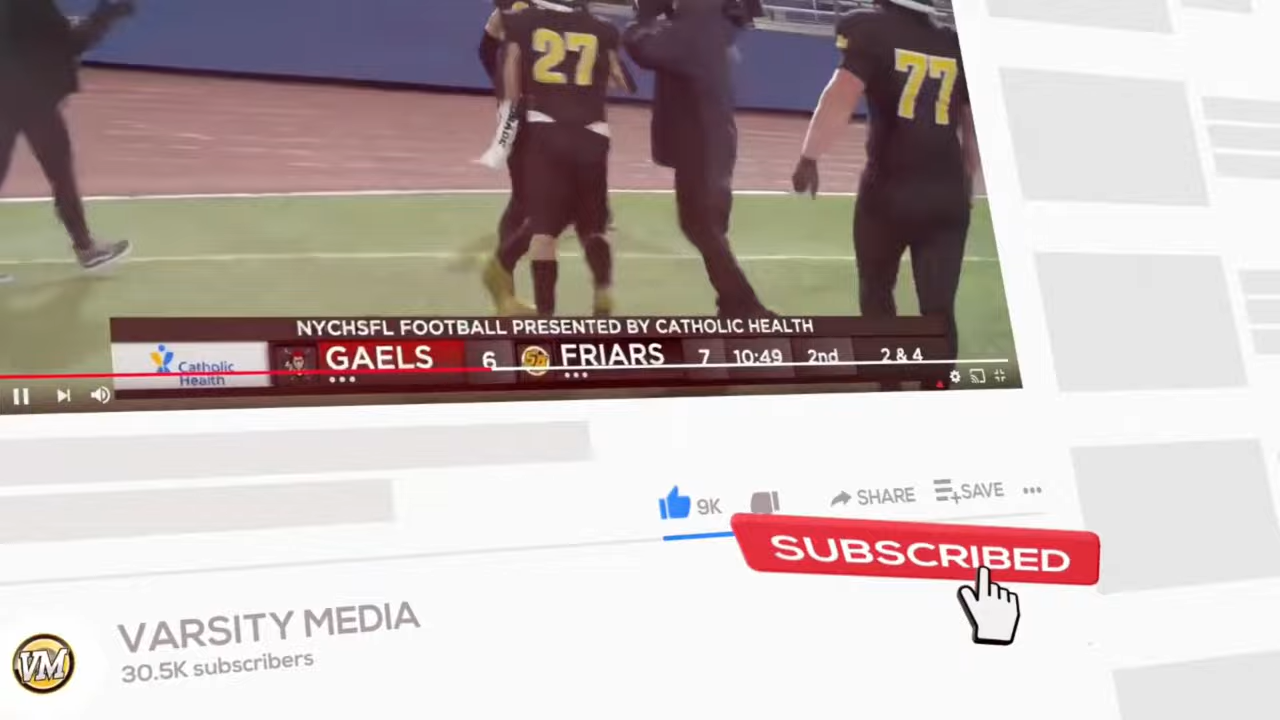 27
77
NYCHSFL FOOTBALL PRESENTED BY CATHOLIC HEALTH
Catholic Health
GAELS 6 FRIARS 7 10:49 2nd 2 & 4
9K SHARE SAVE
SUBSCRIBED
VARSITY MEDIA
30.5K subscribers
VM